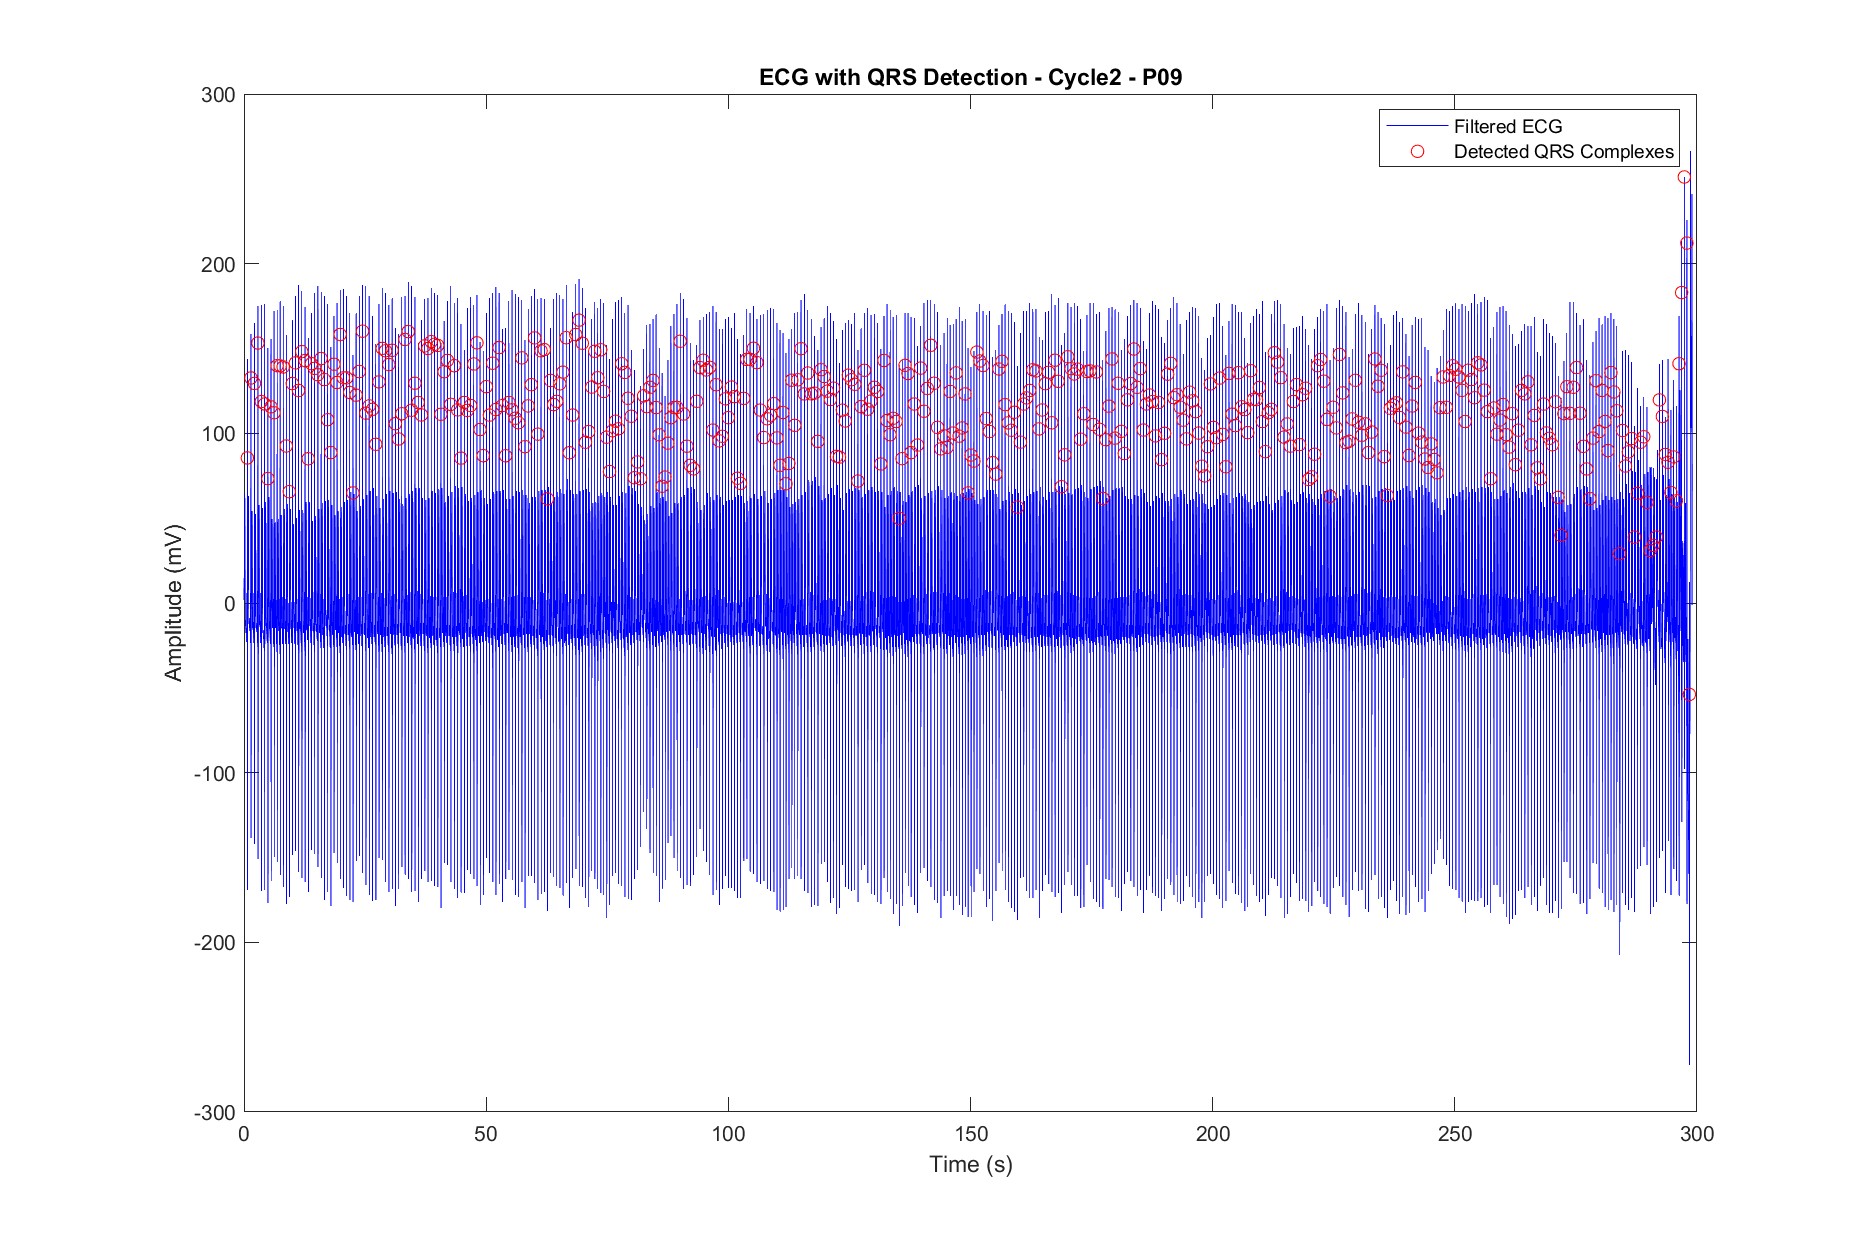 ECG with QRS Detection - Cycle2 - P09
Filtered ECG
Detected QRS Complexes
Amplitude (mV)
300
200
100
0
-100
-200
-300
0 50 100 150 200 250 300
Time (s)